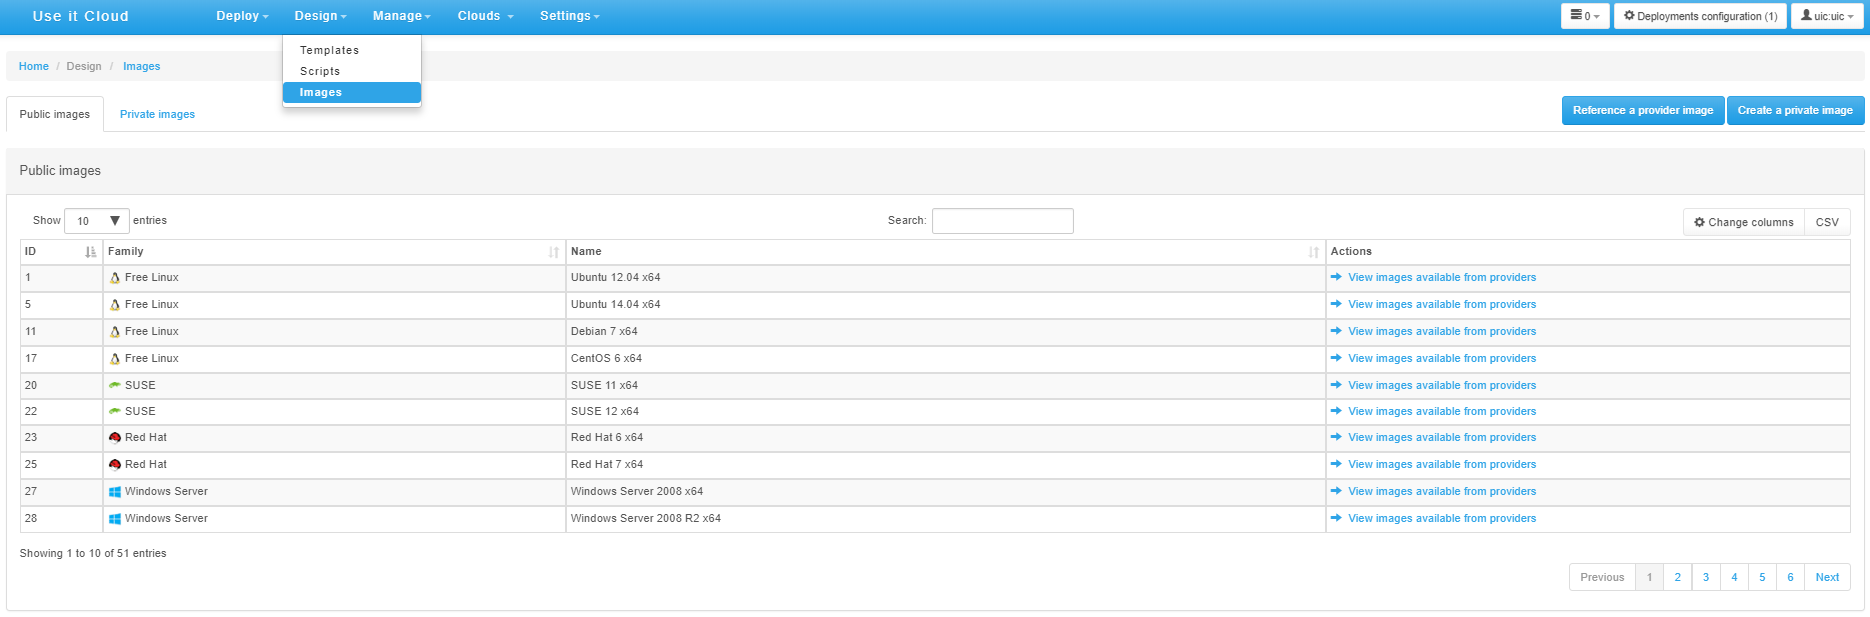 Use it Cloud Deploy Design Manage Clouds Settings 0 Deployments configuration (1) uic:uic
Templates
Scripts
Images
Home / Design / Images
Public images Private images Reference a provider image Create a private image
Public images
Show 10 entries Search: Change columns CSV
ID Family Name Actions
1 Free Linux Ubuntu 12.04 x64 View images available from providers
5 Free Linux Ubuntu 14.04 x64 View images available from providers
11 Free Linux Debian 7 x64 View images available from providers
17 Free Linux CentOS 6 x64 View images available from providers
20 SUSE SUSE 11 x64 View images available from providers
22 SUSE SUSE 12 x64 View images available from providers
23 Red Hat Red Hat 6 x64 View images available from providers
25 Red Hat Red Hat 7 x64 View images available from providers
27 Windows Server Windows Server 2008 x64 View images available from providers
28 Windows Server Windows Server 2008 R2 x64 View images available from providers
Showing 1 to 10 of 51 entries
Previous 1 2 3 4 5 6 Next